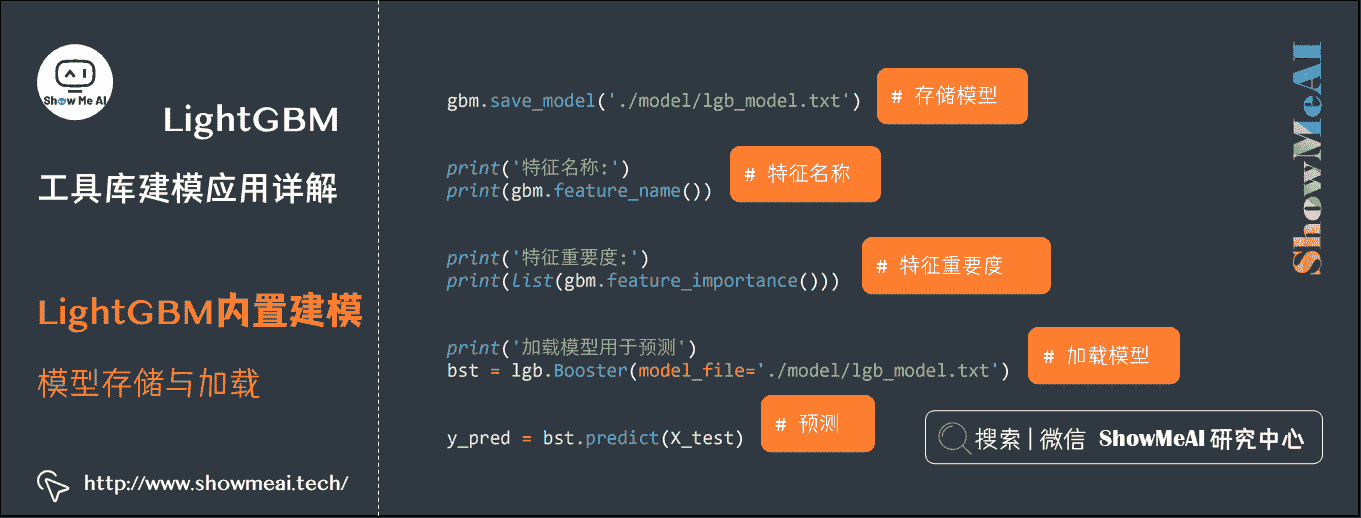 Show Me AI
LightGBM
工具库建模应用详解
LightGBM内置建模
模型存储与加载
http://www.showmeai.tech/
gbm.save_model('./model/lgb_model.txt')
# 存储模型
print('特征名称:')
print(gbm.feature_name())
# 特征名称
print('特征重要度:')
print(list(gbm.feature_importance()))
# 特征重要度
print('加载模型用于预测')
bst = lgb.Booster(model_file='./model/lgb_model.txt')
# 加载模型
y_pred = bst.predict(X_test)
# 预测
搜索 | 微信 ShowMeAI 研究中心
ShowMeAI